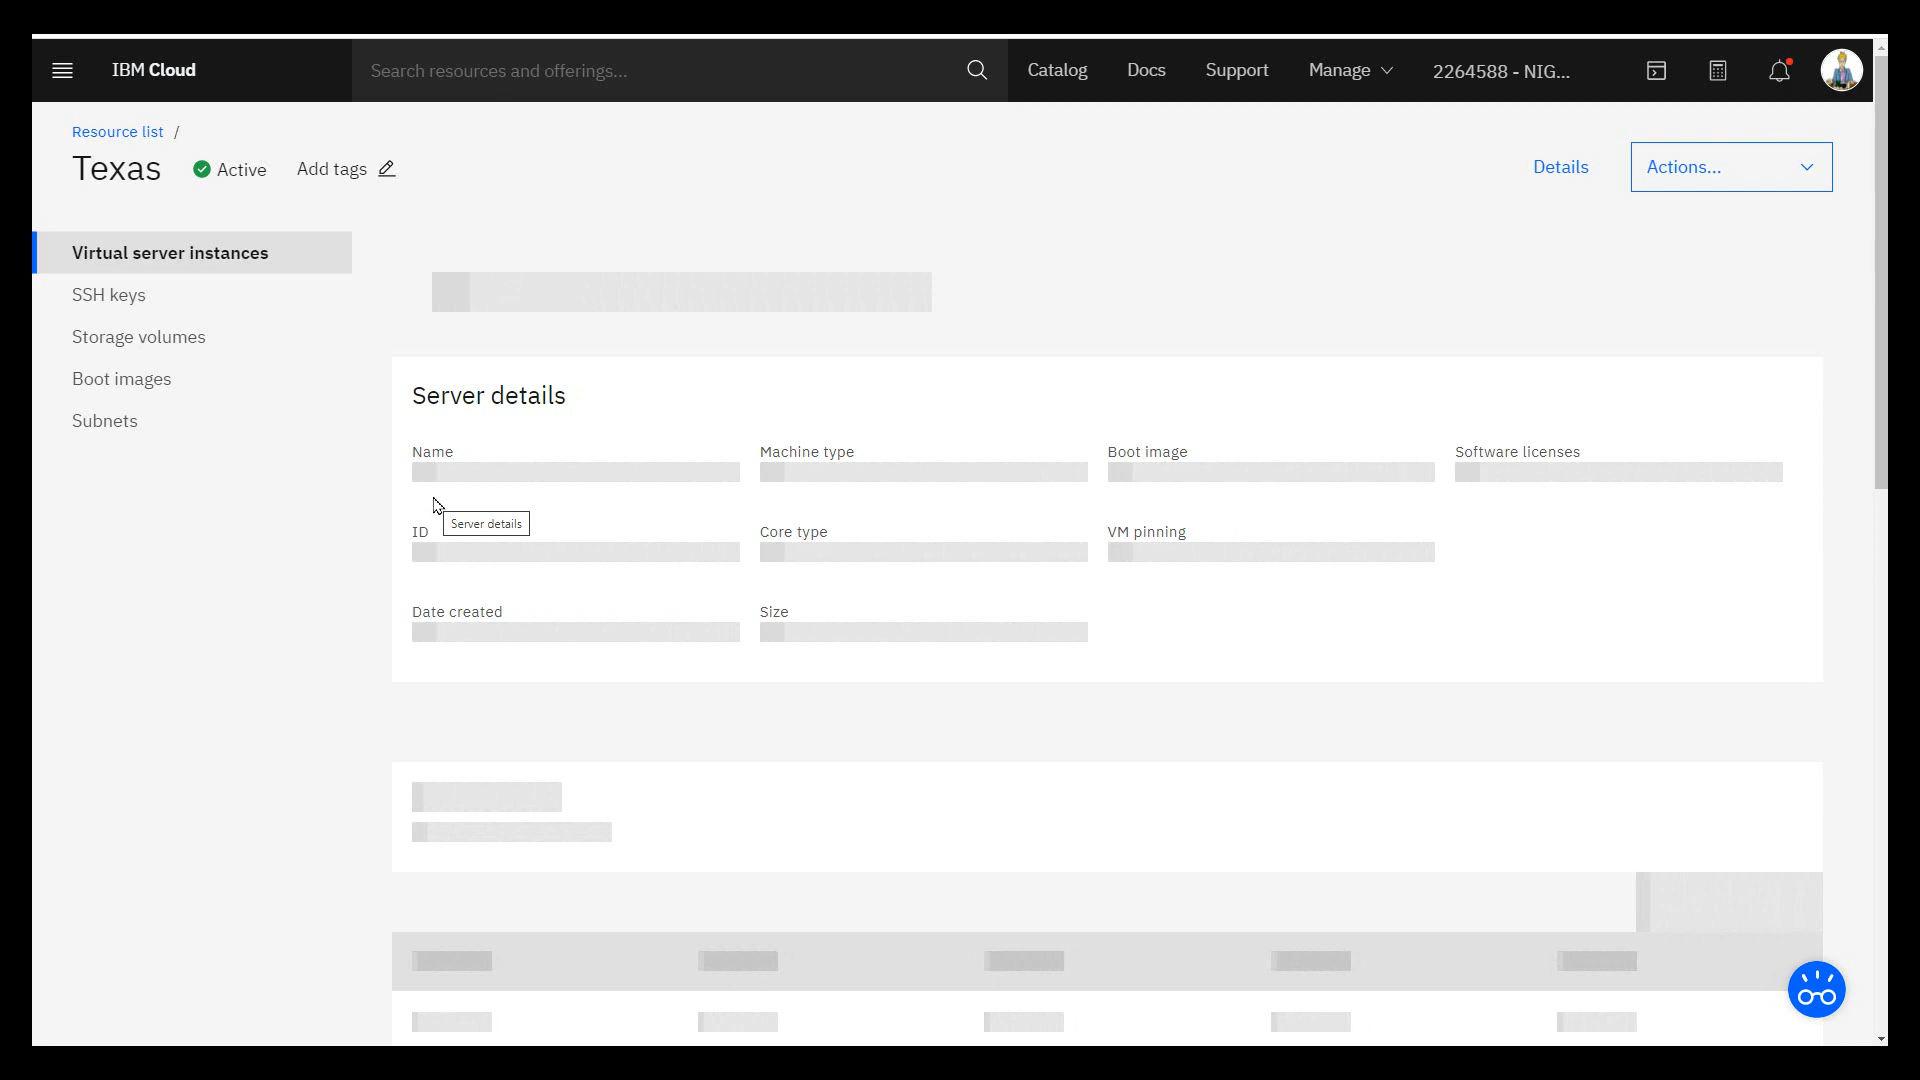 IBM Cloud
Search resources and offerings...
Catalog
Docs
Support
Manage
2264588 - NIG...
Resource list /
Texas
Active
Add tags
Details
Actions...
Virtual server instances
SSH keys
Storage volumes
Boot images
Subnets
Server details
Name
Machine type
Boot image
Software licenses
Server details
ID
Core type
VM pinning
Date created
Size